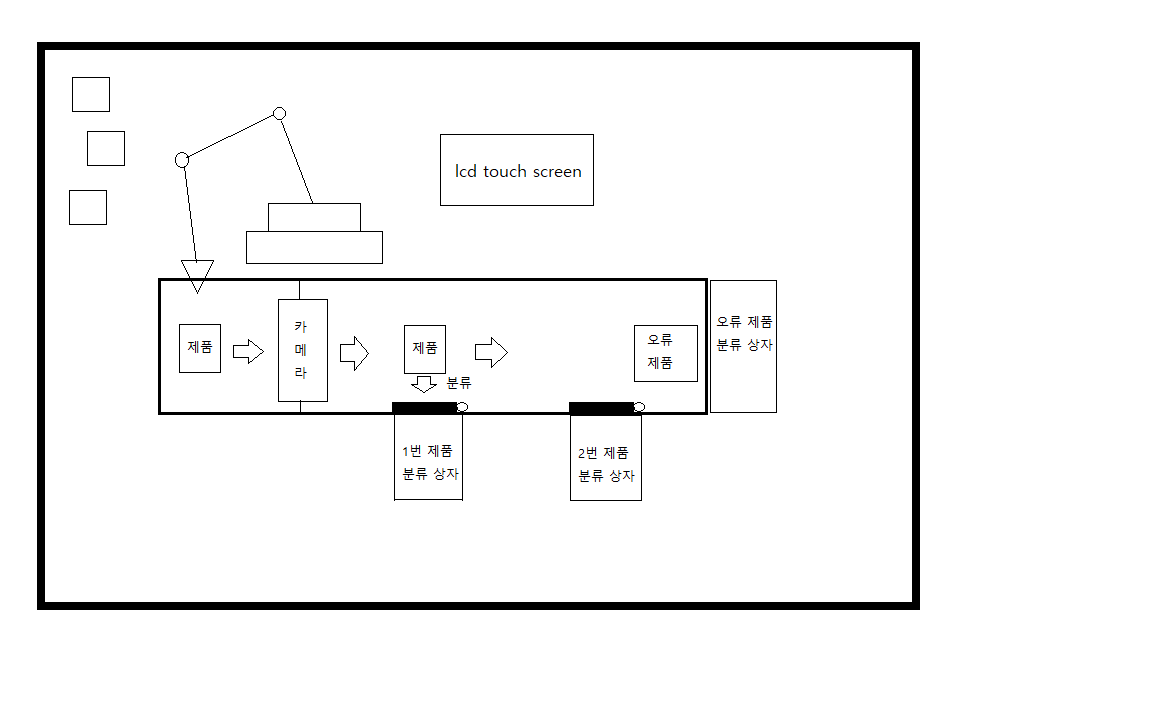 lcd touch screen
제품
카
메
라
제품
분류
오류
제품
오류 제품
분류 상자
1번 제품
분류 상자
2번 제품
분류 상자